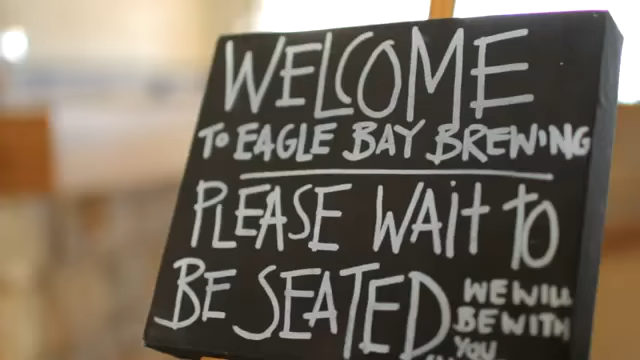 WELCOME
To EAGLE BAY BREWiNG
PLEASE WAit to
BE SEATED
WE WiLL
BE WITH
YOU